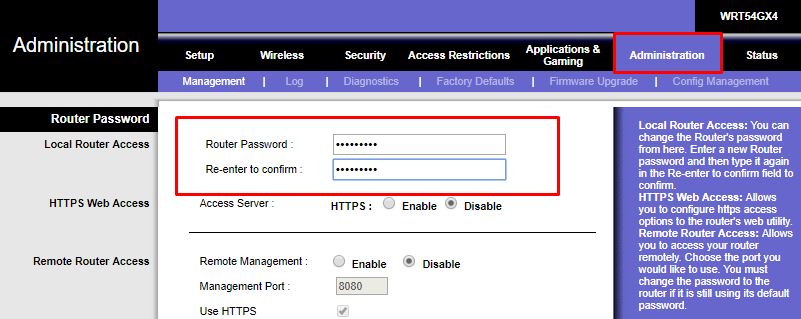 WRT54GX4
Administration
Setup Wireless Security Access Restrictions Applications & Gaming Administration Status
Management | Log | Diagnostics | Factory Defaults | Firmware Upgrade | Config Management
Router Password
Local Router Access
Router Password : •••••••••
Re-enter to confirm : •••••••••
HTTPS Web Access
Access Server : HTTPS : Enable Disable
Remote Router Access
Remote Management : Enable Disable
Management Port : 8080
Use HTTPS
Local Router Access: You can
change the Router's password
from here. Enter a new Router
password and then type it again
in the Re-enter to confirm field to
confirm.
HTTPS Web Access: Allows
you to configure https access
options to the router's web utility.
Remote Router Access: Allows
you to access your router
remotely. Choose the port you
would like to use. You must
change the password to the
router if it is still using its default
password.